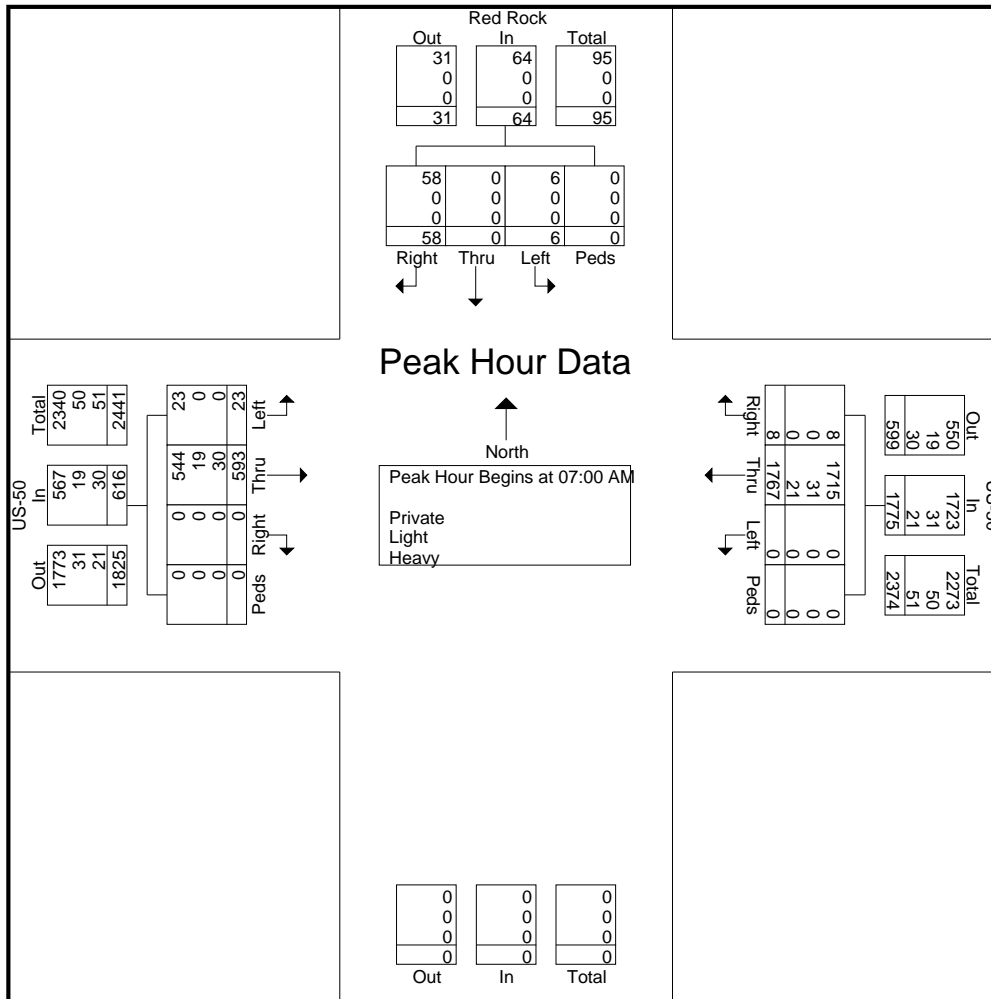 Red Rock
Out In Total
31 64 95
0 0 0
0 0 0
31 64 95
58 0 6 0
0 0 0 0
0 0 0 0
58 0 6 0
Right Thru Left Peds
Peak Hour Data
North
Peak Hour Begins at 07:00 AM
Private
Light
Heavy
US-50
Out In Total
1773 567 2340
31 19 50
21 30 51
1825 616 2441
0 0 544 23
0 0 19 0
0 0 30 0
0 0 593 23
Peds Right Thru Left
Out In Total
550 1723 2273
19 31 50
30 21 51
599 1775 2374
8 1715 0 0
0 31 0 0
0 21 0 0
8 1767 0 0
Right Thru Left Peds
0 0 0
0 0 0
0 0 0
0 0 0
Out In Total